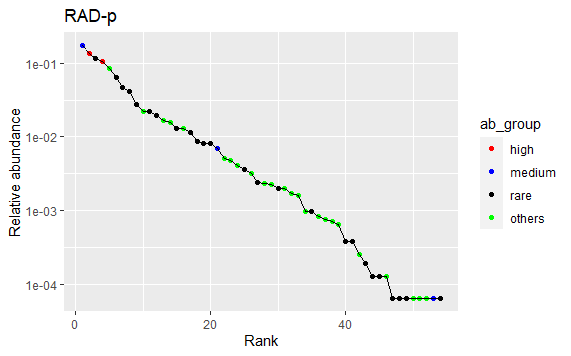 RAD-p
Relative abundance
1e-01
1e-02
1e-03
1e-04
0
20
40
Rank
ab_group
high
medium
rare
others